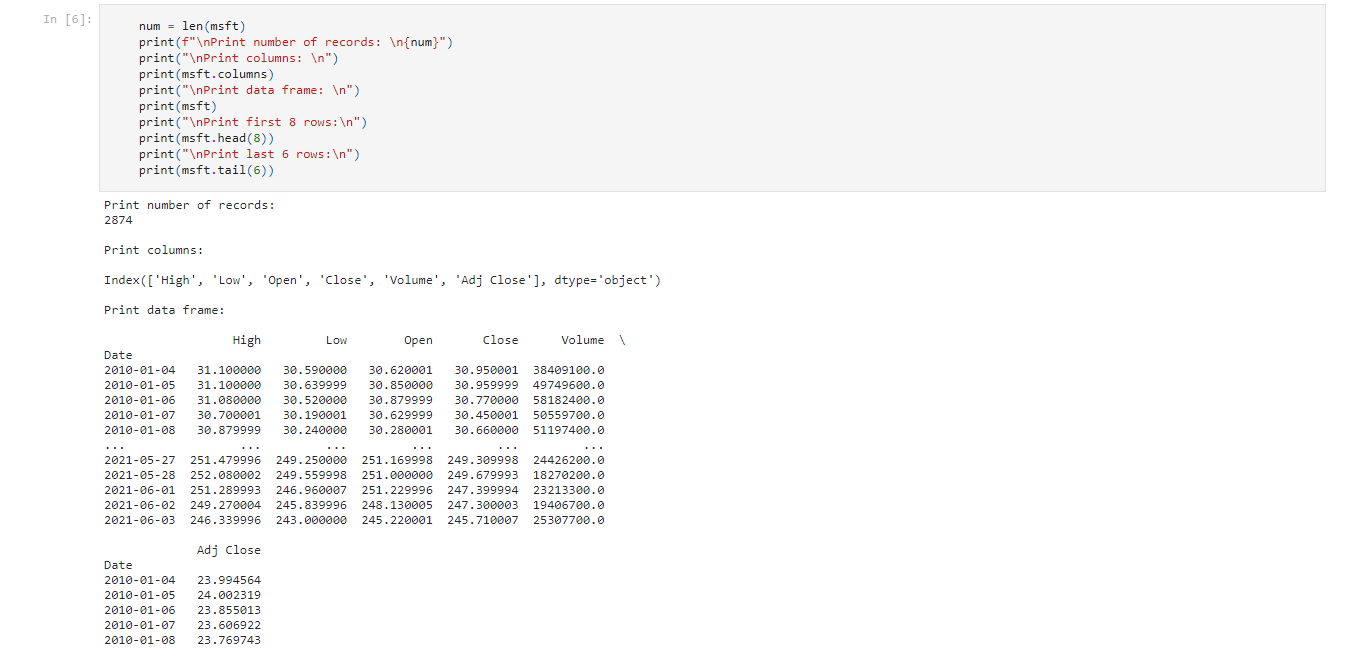 In [6]:
num = len(msft)
print(f"\nPrint number of records: \n{num}")
print("\nPrint columns: \n")
print(msft.columns)
print("\nPrint data frame: \n")
print(msft)
print("\nPrint first 8 rows:\n")
print(msft.head(8))
print("\nPrint last 6 rows:\n")
print(msft.tail(6))
Print number of records:
2874
Print columns:
Index(['High', 'Low', 'Open', 'Close', 'Volume', 'Adj Close'], dtype='object')
Print data frame:
High Low Open Close Volume \
Date
2010-01-04 31.100000 30.590000 30.620001 30.950001 38409100.0
2010-01-05 31.100000 30.639999 30.850000 30.959999 49749600.0
2010-01-06 31.080000 30.520000 30.879999 30.770000 58182400.0
2010-01-07 30.700001 30.190001 30.629999 30.450001 50559700.0
2010-01-08 30.879999 30.240000 30.280001 30.660000 51197400.0
... ... ... ... ... ...
2021-05-27 251.479996 249.250000 251.169998 249.309998 24426200.0
2021-05-28 252.080002 249.559998 251.000000 249.679993 18270200.0
2021-06-01 251.289993 246.960007 251.229996 247.399994 23213300.0
2021-06-02 249.270004 245.839996 248.130005 247.300003 19406700.0
2021-06-03 246.339996 243.000000 245.220001 245.710007 25307700.0
Adj Close
Date
2010-01-04 23.994564
2010-01-05 24.002319
2010-01-06 23.855013
2010-01-07 23.606922
2010-01-08 23.769743